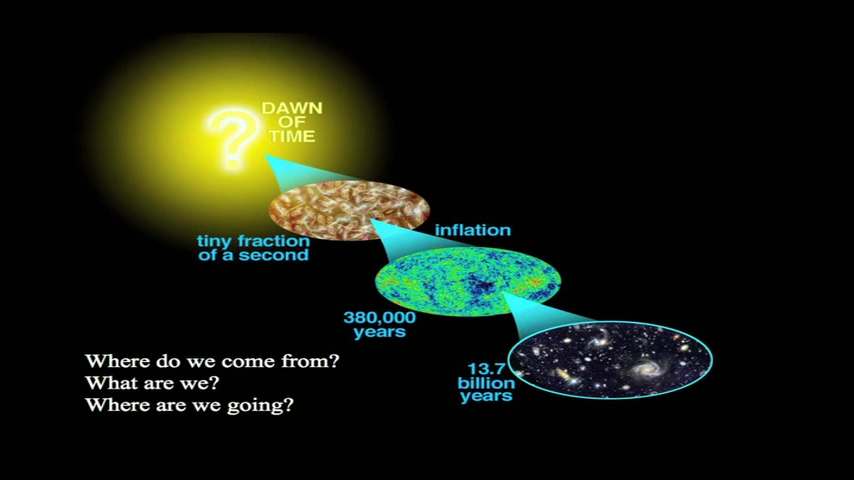 ?
DAWN
OF
TIME
tiny fraction
of a second
inflation
380,000
years
13.7
billion
years
Where do we come from?
What are we?
Where are we going?